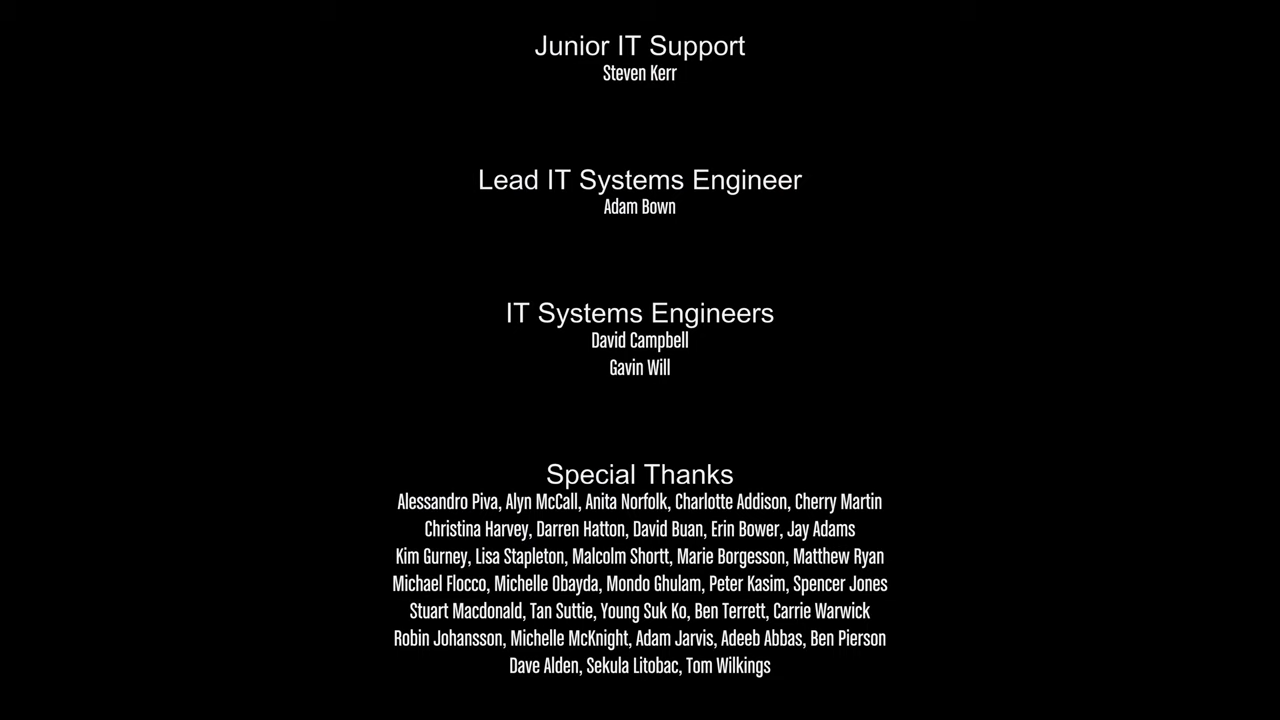 Junior IT Support
Steven Kerr
Lead IT Systems Engineer
Adam Bown
IT Systems Engineers
David Campbell
Gavin Will
Special Thanks
Alessandro Piva, Alyn McCall, Anita Norfolk, Charlotte Addison, Cherry Martin
Christina Harvey, Darren Hatton, David Buan, Erin Bower, Jay Adams
Kim Gurney, Lisa Stapleton, Malcolm Shortt, Marie Borgesson, Matthew Ryan
Michael Flocco, Michelle Obayda, Mondo Ghulam, Peter Kasim, Spencer Jones
Stuart Macdonald, Tan Suttie, Young Suk Ko, Ben Terrett, Carrie Warwick
Robin Johansson, Michelle McKnight, Adam Jarvis, Adeeb Abbas, Ben Pierson
Dave Alden, Sekula Litobac, Tom Wilkings